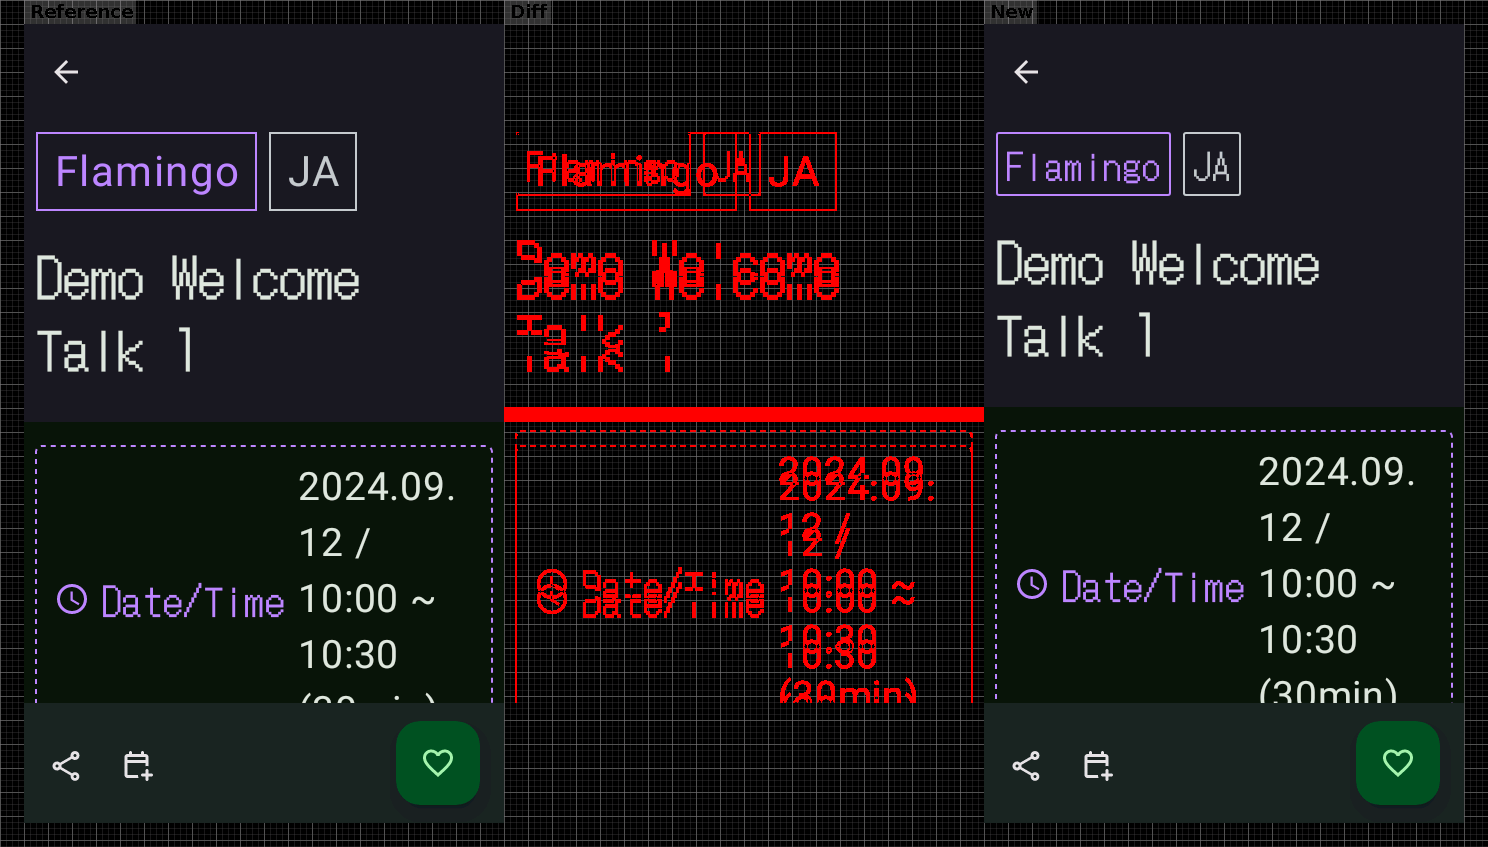 Reference
Flamingo JA
Demo Welcome
Talk 1
Date/Time
2024.09.
12 /
10:00 ~
10:30
Diff
Flamingo JA JA
Demo Welcome
Talk 1
Date/Time
2024.09.
12 /
10:00 ~
10:30
(30min)
New
Flamingo JA
Demo Welcome
Talk 1
Date/Time
2024.09.
12 /
10:00 ~
10:30
(30min)